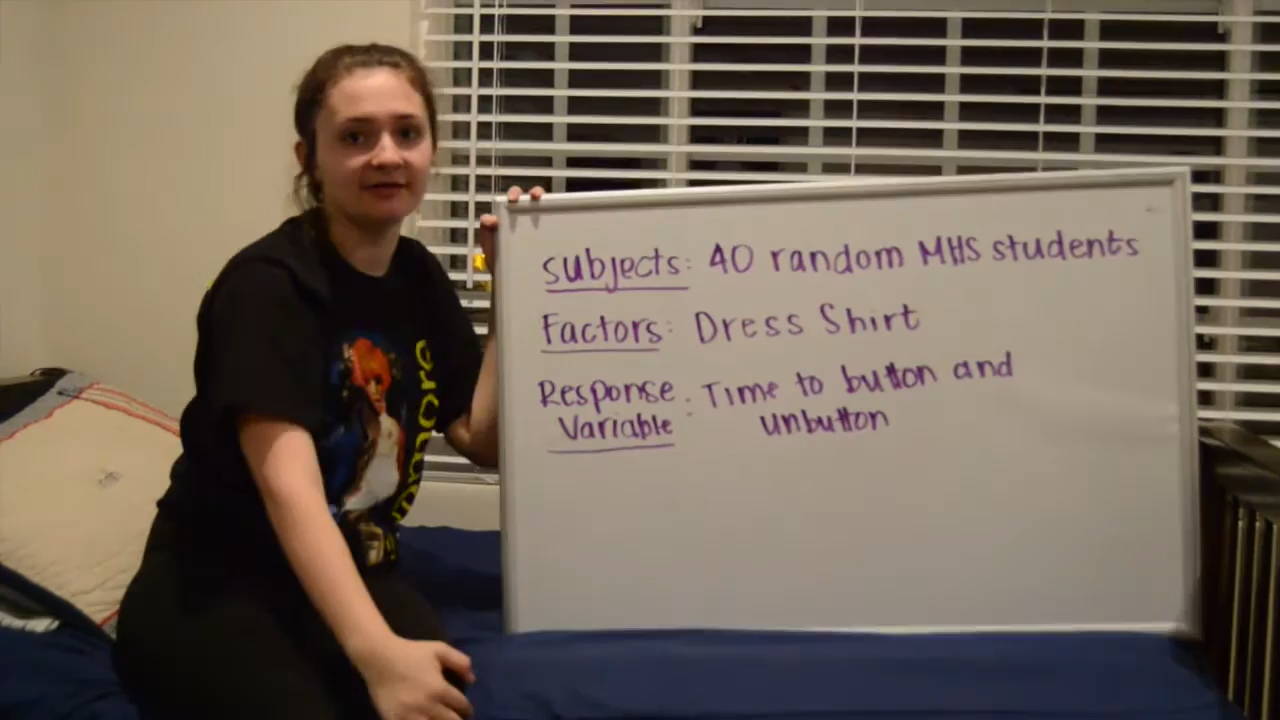 subjects: 40 random MHS students
Factors: Dress Shirt
Response : Time to button and
Variable unbutton